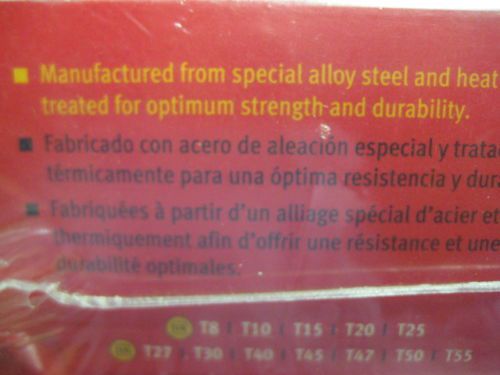 Manufactured from special alloy steel and heat
treated for optimum strength and durability.
Fabricado con acero de aleación especial y trata
térmicamente para una óptima resistencia y dura
Fabriquées à partir d'un alliage spécial d'acier et
thermiquement afin d'offrir une résistance et une
durabilité optimales.
T8 | T10 | T15 | T20 | T25
T27 | T30 | T40 | T45 | T47 | T50 | T55